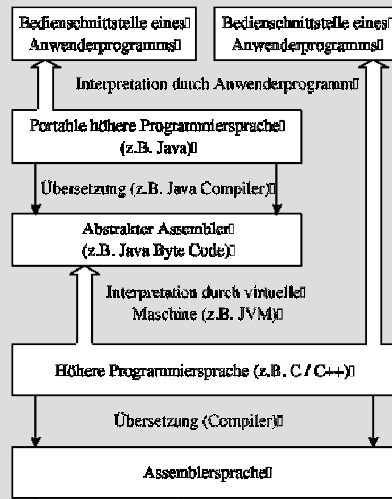 Bedienschnittstelle eines
Anwenderprogramms
Bedienschnittstelle eines
Anwenderprogramms
Interpretation durch Anwenderprogramm
Portable höhere Programmiersprache
(z.B. Java)
Übersetzung (z.B. Java Compiler)
Abstrakter Assembler
(z.B. Java Byte Code)
Interpretation durch virtuelle
Maschine (z.B. JVM)
Höhere Programmiersprache (z.B. C / C++)
Übersetzung (Compiler)
Assemblersprache